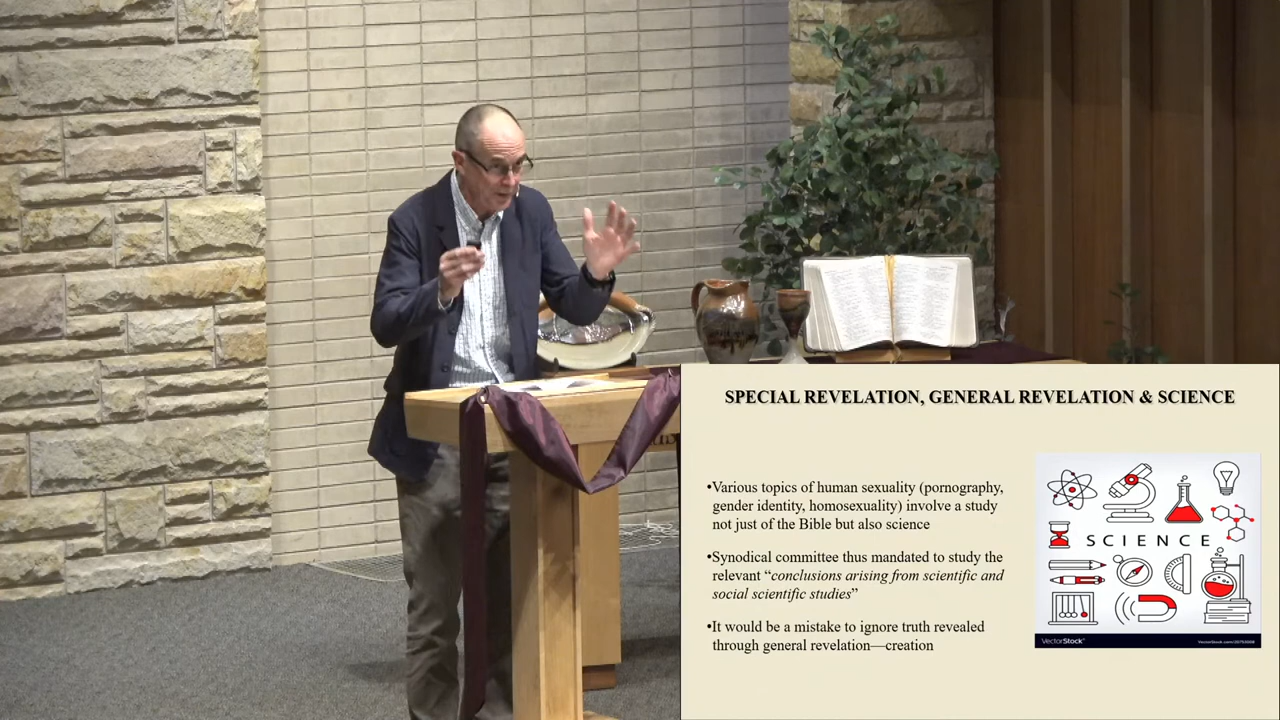 SPECIAL REVELATION, GENERAL REVELATION & SCIENCE
•Various topics of human sexuality (pornography,
gender identity, homosexuality) involve a study
not just of the Bible but also science
•Synodical committee thus mandated to study the
relevant “conclusions arising from scientific and
social scientific studies”
•It would be a mistake to ignore truth revealed
through general revelation—creation
SCIENCE
VectorStock®